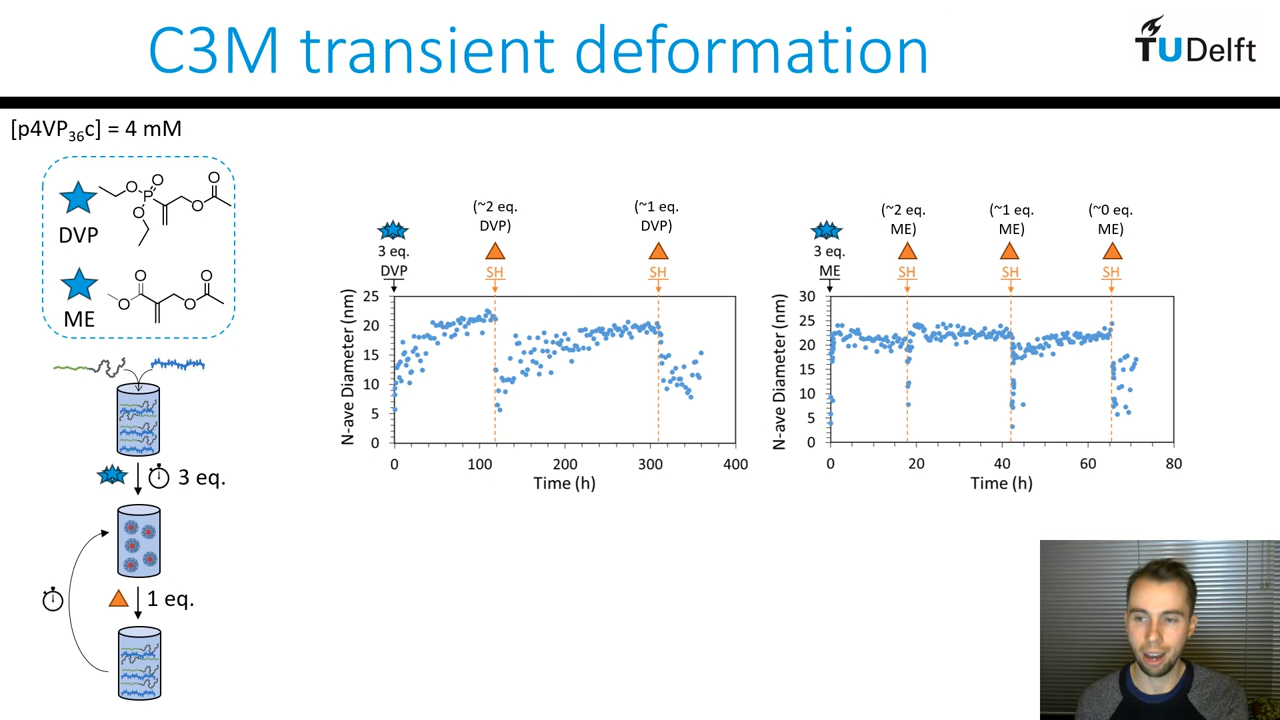 C3M transient deformation
TUDelft
[p4VP36c] = 4 mM
DVP
O
O
P
O
O
O
ME
O
O
O
O
3 eq.
1 eq.
3 eq.
DVP
(~2 eq.
DVP)
SH
(~1 eq.
DVP)
SH
N-ave Diameter (nm)
25
20
15
10
5
0
0 100 200 300 400
Time (h)
3 eq.
ME
(~2 eq.
ME)
SH
(~1 eq.
ME)
SH
(~0 eq.
ME)
SH
N-ave Diameter (nm)
30
25
20
15
10
5
0
0 20 40 60 80
Time (h)